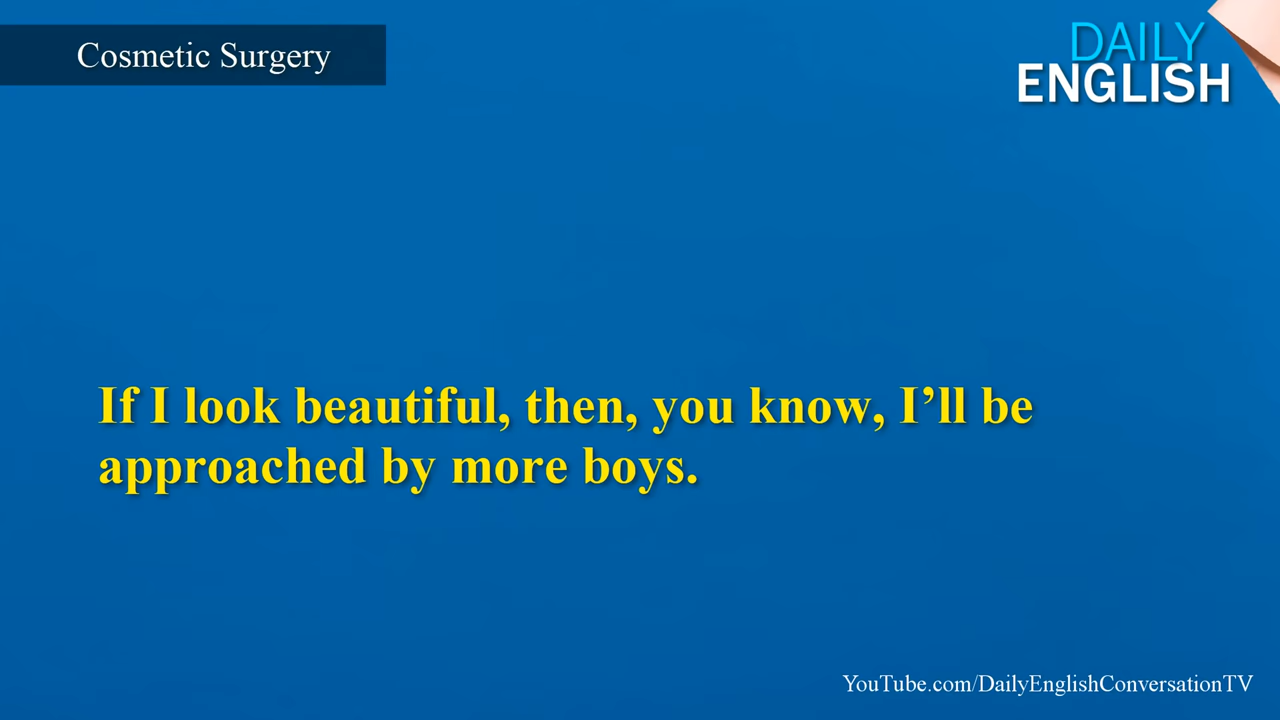 Cosmetic Surgery
DAILY
ENGLISH
If I look beautiful, then, you know, I’ll be
approached by more boys.
YouTube.com/DailyEnglishConversationTV